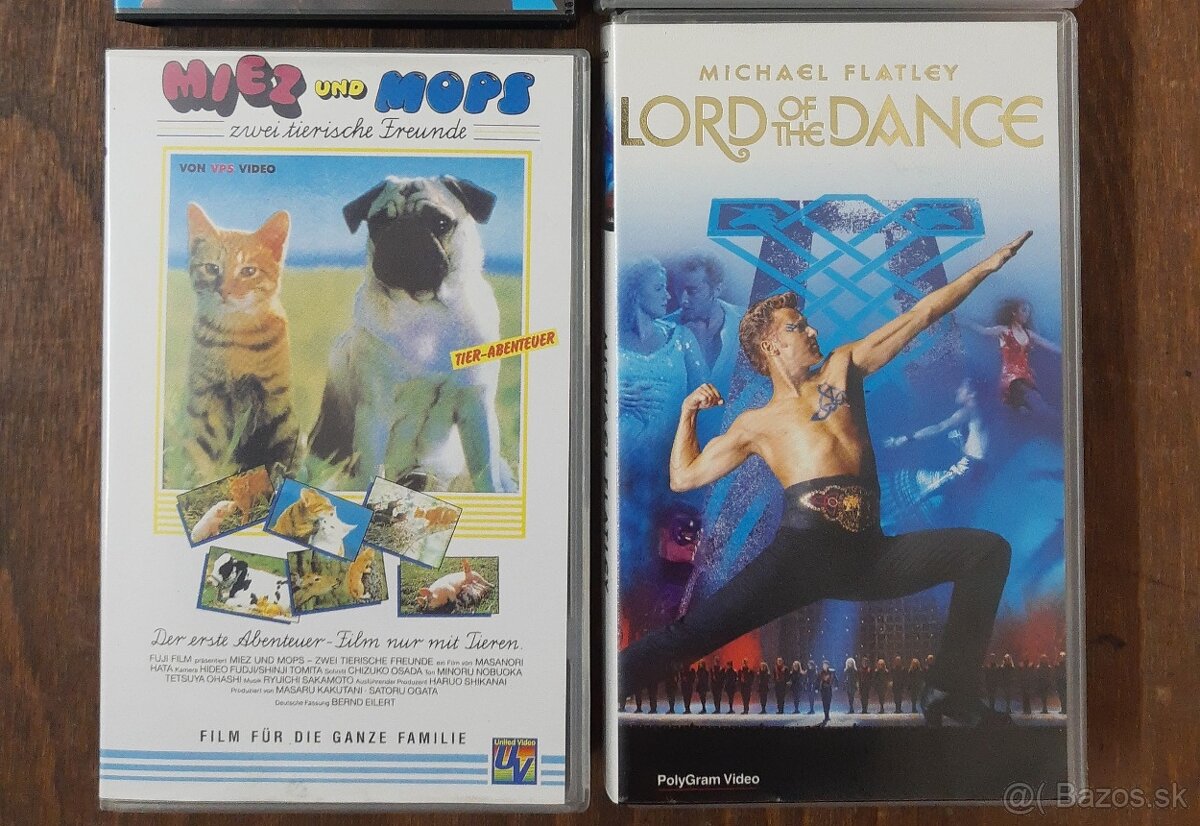 MIEZ UND MOPS
zwei tierische Freunde
VON VPS VIDEO
TIER-ABENTEUER
Der erste Abenteuer-Film nur mit Tieren.
FUJI FILM präsentiert MIEZ UND MOPS – ZWEI TIERISCHE FREUNDE ein Film von MASANORI
HATA Kamera HIDEO FUDJI/SHINJI TOMITA Schnitt CHIZUKO OSADA Ton MINORU NOBUOKA
TETSUYA OHASHI Musik RYUICHI SAKAMOTO Ausführender Produzent HARUO SHIKANAI
Produziert von MASARU KAKUTANI · SATORU OGATA
Deutsche Fassung BERND EILERT
FILM FÜR DIE GANZE FAMILIE
United Video
UV
MICHAEL FLATLEY
LORD OF THE DANCE
PolyGram Video
@( Bazos.sk